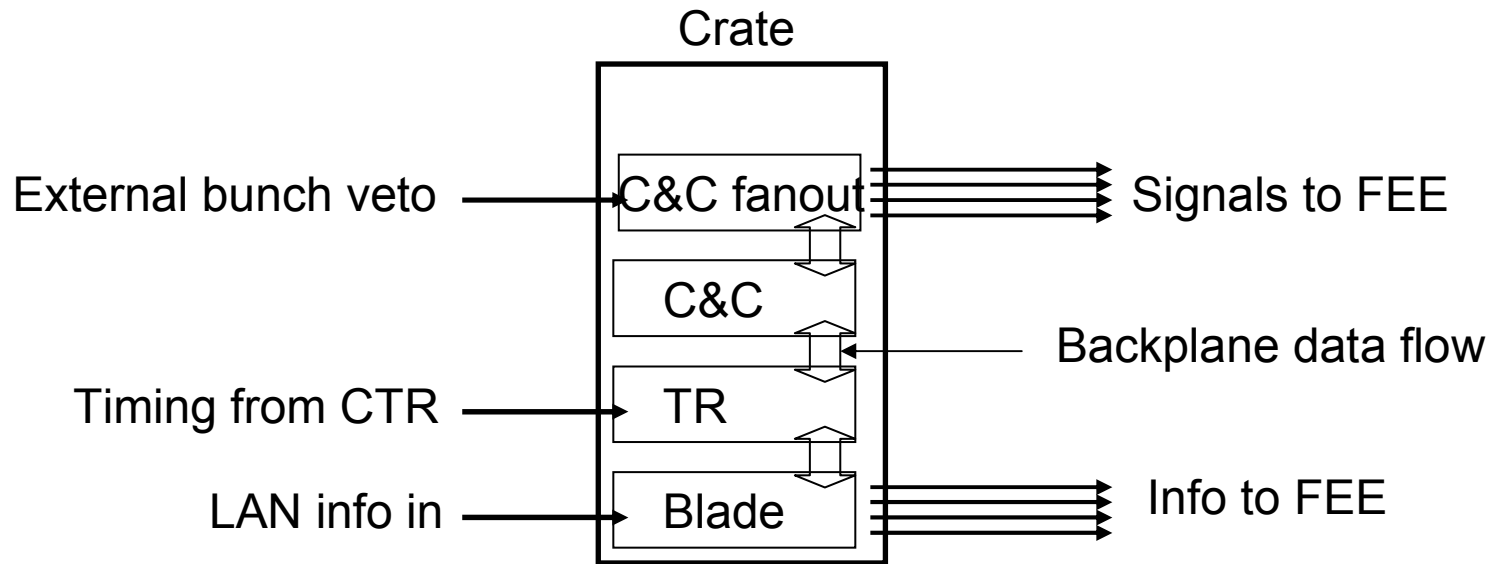 Crate
External bunch veto
C&C fanout
Signals to FEE
C&C
Backplane data flow
Timing from CTR
TR
LAN info in
Blade
Info to FEE